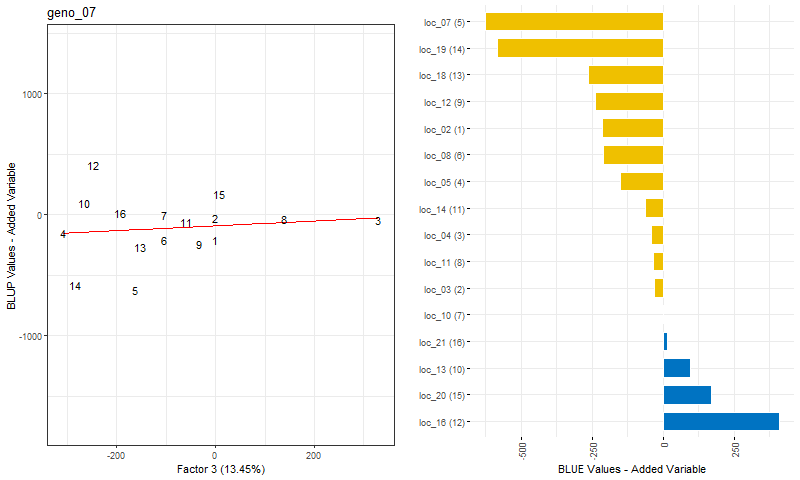 geno_07
BLUP Values - Added Variable
1000
0
-1000
12
10
16
7
15
11
2
8
3
4
13
6
9
1
14
5
-200
0
200
Factor 3 (13.45%)
loc_07 (5)
loc_19 (14)
loc_18 (13)
loc_12 (9)
loc_02 (1)
loc_08 (6)
loc_05 (4)
loc_14 (11)
loc_04 (3)
loc_11 (8)
loc_03 (2)
loc_10 (7)
loc_21 (16)
loc_13 (10)
loc_20 (15)
loc_16 (12)
-500
-250
0
250
BLUE Values - Added Variable